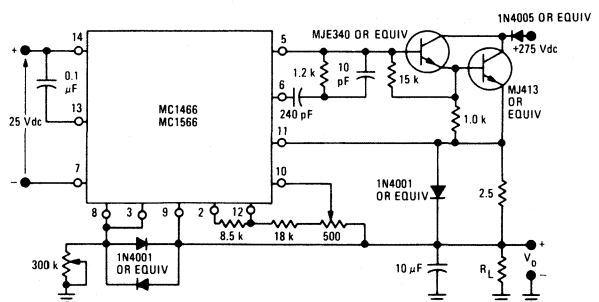 1N4005 OR EQUIV
MJE340 OR EQUIV
+275 Vdc
14
5
+
0.1
µF
1.2 k
10
pF
15 k
MC1466
MC1566
6
240 pF
MJ413
OR
EQUIV
25 Vdc
13
11
1.0 k
7
10
−
1N4001
OR EQUIV
2.5
8
3
9
2
12
8.5 k
18 k
500
+
300 k
1N4001
OR EQUIV
10 µF
RL
VO
−